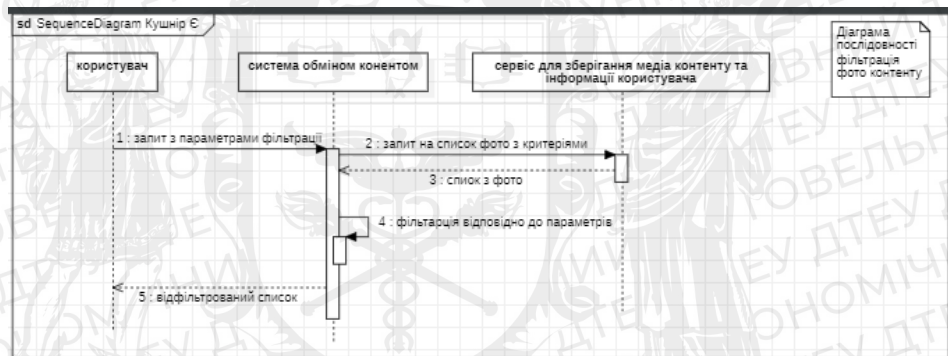 sd SequenceDiagram Кушнір Є
Діаграма
послідовності
фільтрація
фото контенту
користувач
система обміном конентом
сервіс для зберігання медіа контенту та
інформації користувача
1 : запит з параметрами фільтрації
2 : запит на список фото з критеріями
3 : спиок з фото
4 : фільтарція відповідно до параметрів
5 : відфільтрований список